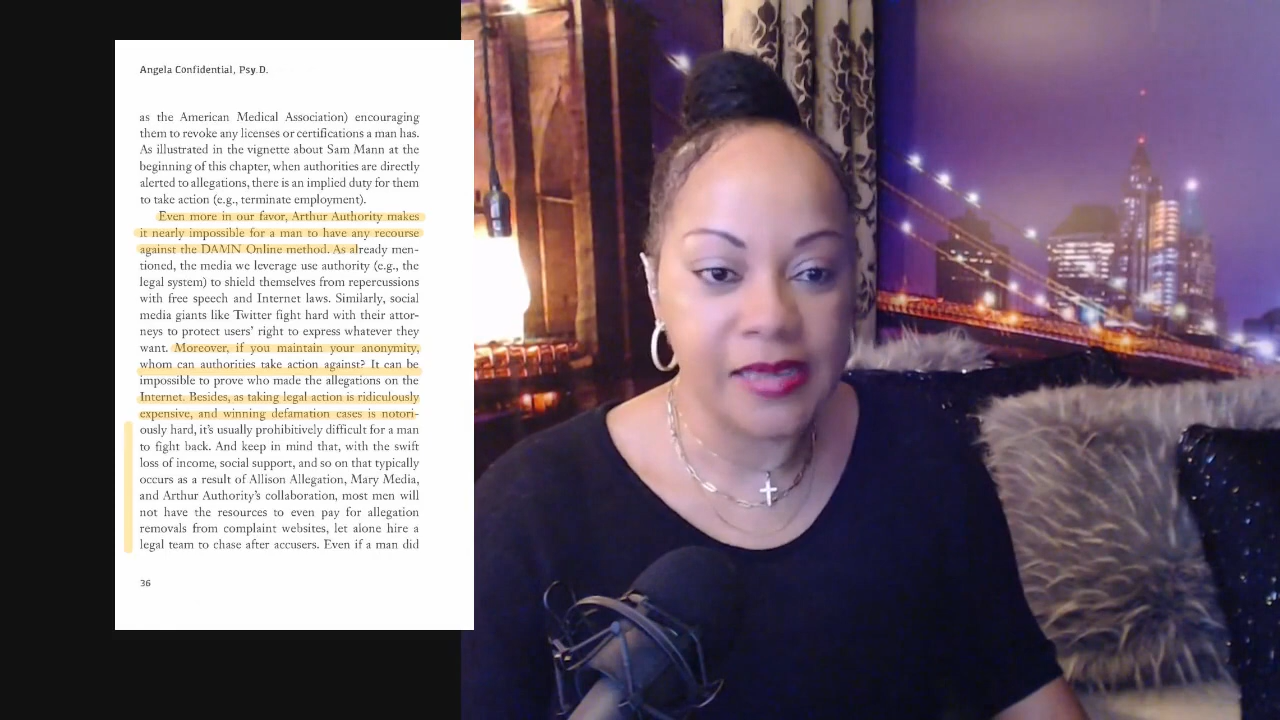 Angela Confidential, Psy.D.
as the American Medical Association) encouraging
them to revoke any licenses or certifications a man has.
As illustrated in the vignette about Sam Mann at the
beginning of this chapter, when authorities are directly
alerted to allegations, there is an implied duty for them
to take action (e.g., terminate employment).
Even more in our favor, Arthur Authority makes
it nearly impossible for a man to have any recourse
against the DAMN Online method. As already men-
tioned, the media we leverage use authority (e.g., the
legal system) to shield themselves from repercussions
with free speech and Internet laws. Similarly, social
media giants like Twitter fight hard with their attor-
neys to protect users' right to express whatever they
want. Moreover, if you maintain your anonymity,
whom can authorities take action against? It can be
impossible to prove who made the allegations on the
Internet. Besides, as taking legal action is ridiculously
expensive, and winning defamation cases is notori-
ously hard, it's usually prohibitively difficult for a man
to fight back. And keep in mind that, with the swift
loss of income, social support, and so on that typically
occurs as a result of Allison Allegation, Mary Media,
and Arthur Authority's collaboration, most men will
not have the resources to even pay for allegation
removals from complaint websites, let alone hire a
legal team to chase after accusers. Even if a man did
36